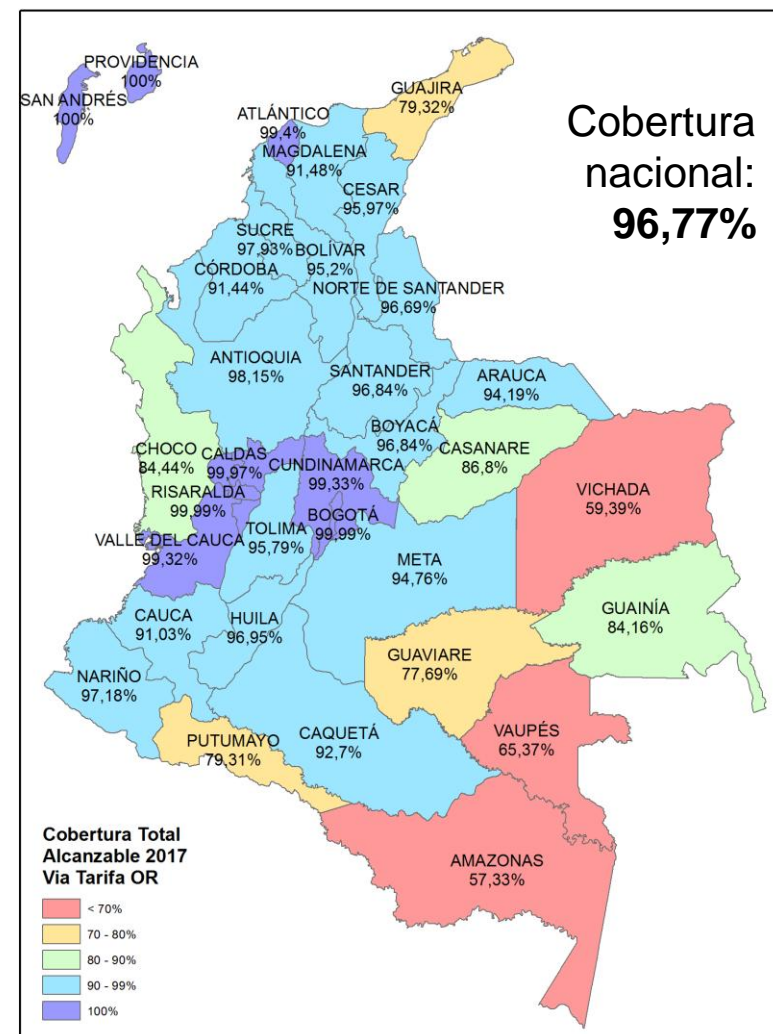 PROVIDENCIA
100%
SAN ANDRÉS
100%
GUAJIRA
79,32%
ATLÁNTICO
99,4%
MAGDALENA
91,48%
CESAR
95,97%
Cobertura
nacional:
96,77%
SUCRE
97,93%
BOLÍVAR
95,2%
CÓRDOBA
91,44%
NORTE DE SANTANDER
96,69%
ANTIOQUIA
98,15%
SANTANDER
96,84%
ARAUCA
94,19%
BOYACÁ
96,84%
CASANARE
86,8%
CHOCO
84,44%
CALDAS
99,97%
CUNDINAMARCA
99,33%
RISARALDA
99,99%
BOGOTÁ
99,99%
VICHADA
59,39%
VALLE DEL CAUCA
99,32%
TOLIMA
95,79%
META
94,76%
GUAINÍA
84,16%
CAUCA
91,03%
HUILA
96,95%
GUAVIARE
77,69%
NARIÑO
97,18%
VAUPÉS
65,37%
PUTUMAYO
79,31%
CAQUETÁ
92,7%
AMAZONAS
57,33%
Cobertura Total
Alcanzable 2017
Via Tarifa OR
< 70%
70 - 80%
80 - 90%
90 - 99%
100%